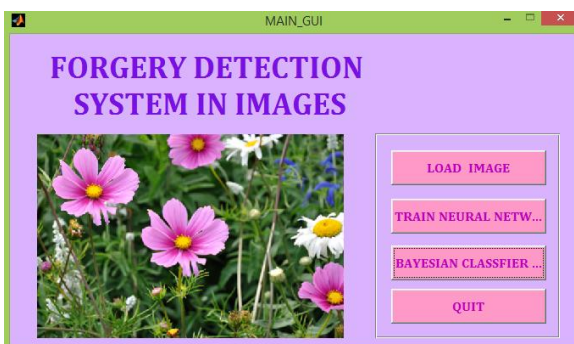 MAIN_GUI
FORGERY DETECTION
SYSTEM IN IMAGES
LOAD IMAGE
TRAIN NEURAL NETW...
BAYESIAN CLASSFIER ...
QUIT